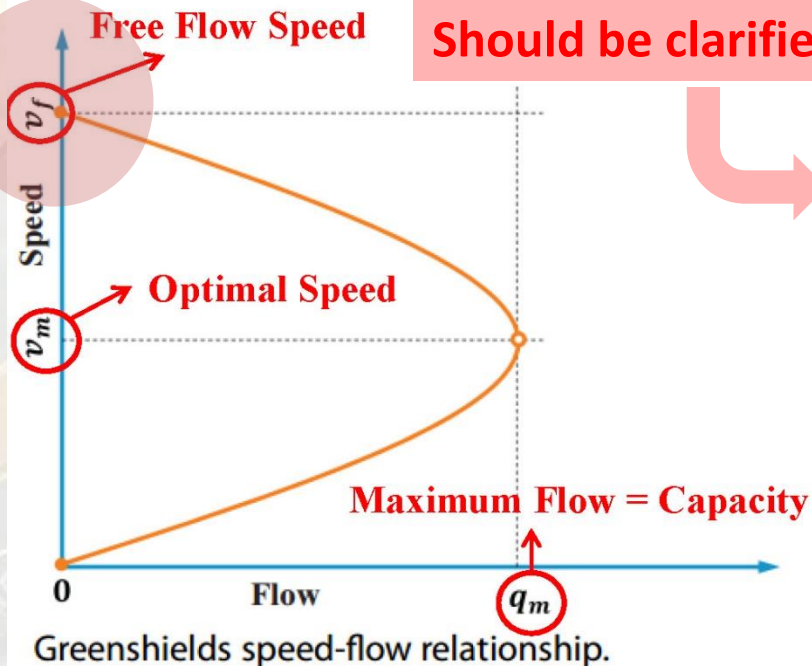 Free Flow Speed
Should be clarifie
v_f
Speed
Optimal Speed
v_m
Maximum Flow = Capacity
0
Flow
q_m
Greenshields speed-flow relationship.